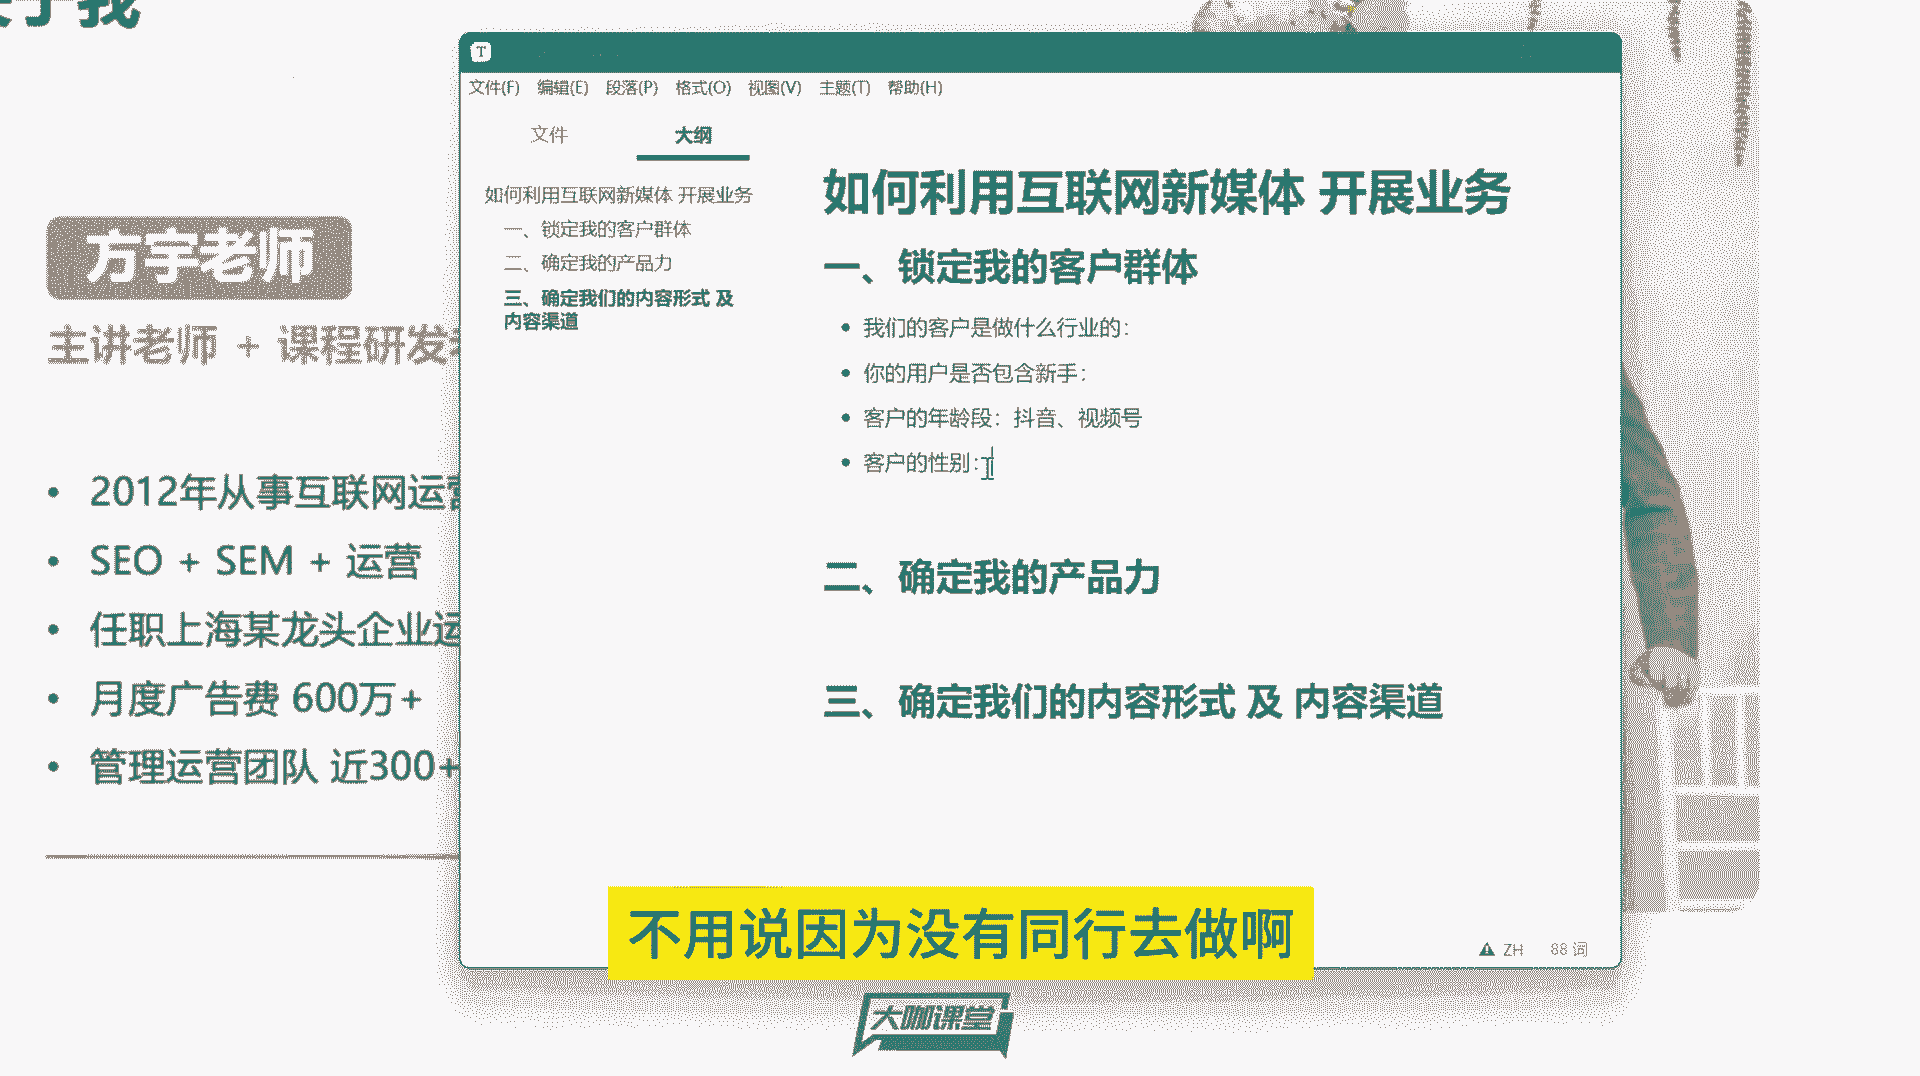 于我
方宇老师
主讲老师 + 课程研发
2012年从事互联网运营
SEO + SEM + 运营
任职上海某龙头企业运
月度广告费 600万+
管理运营团队 近300+
T
文件(F) 编辑(E) 段落(P) 格式(O) 视图(V) 主题(T) 帮助(H)
文件 大纲
如何利用互联网新媒体 开展业务
一、锁定我的客户群体
二、确定我的产品力
三、确定我们的内容形式 及
内容渠道
如何利用互联网新媒体 开展业务
一、锁定我的客户群体
我们的客户是做什么行业的：
你的用户是否包含新手：
客户的年龄段：抖音、视频号
客户的性别：
二、确定我的产品力
三、确定我们的内容形式 及 内容渠道
ZH 88 词
不用说因为没有同行去做啊
大咖课堂